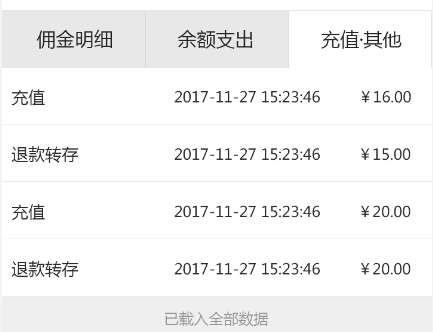 佣金明细 余额支出 充值·其他
充值 2017-11-27 15:23:46 ￥16.00
退款转存 2017-11-27 15:23:46 ￥15.00
充值 2017-11-27 15:23:46 ￥20.00
退款转存 2017-11-27 15:23:46 ￥20.00
已载入全部数据